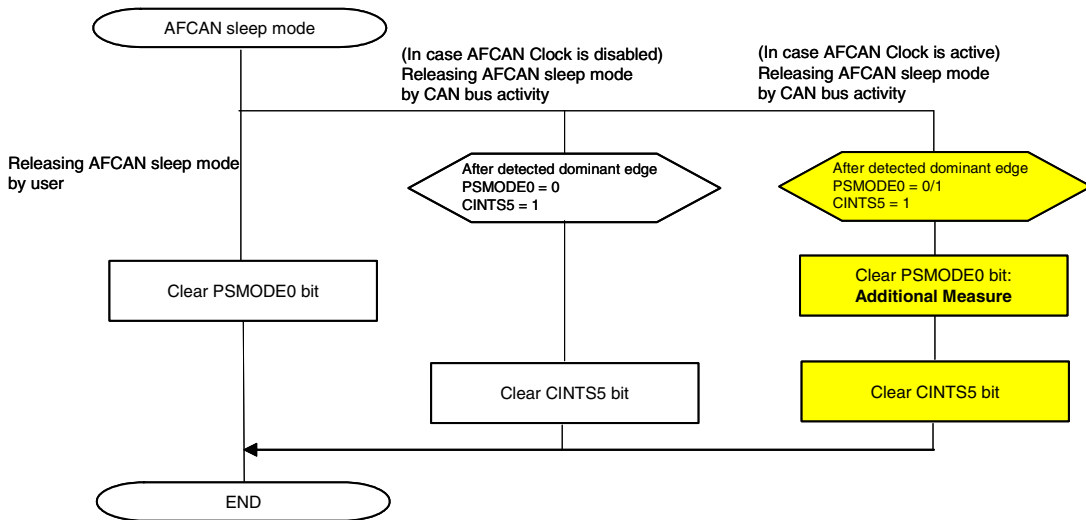 AFCAN sleep mode
(In case AFCAN Clock is disabled)
Releasing AFCAN sleep mode
by CAN bus activity
(In case AFCAN Clock is active)
Releasing AFCAN sleep mode
by CAN bus activity
Releasing AFCAN sleep mode
by user
After detected dominant edge
PSMODE0 = 0
CINTS5 = 1
After detected dominant edge
PSMODE0 = 0/1
CINTS5 = 1
Clear PSMODE0 bit
Clear PSMODE0 bit:
Additional Measure
Clear CINTS5 bit
Clear CINTS5 bit
END